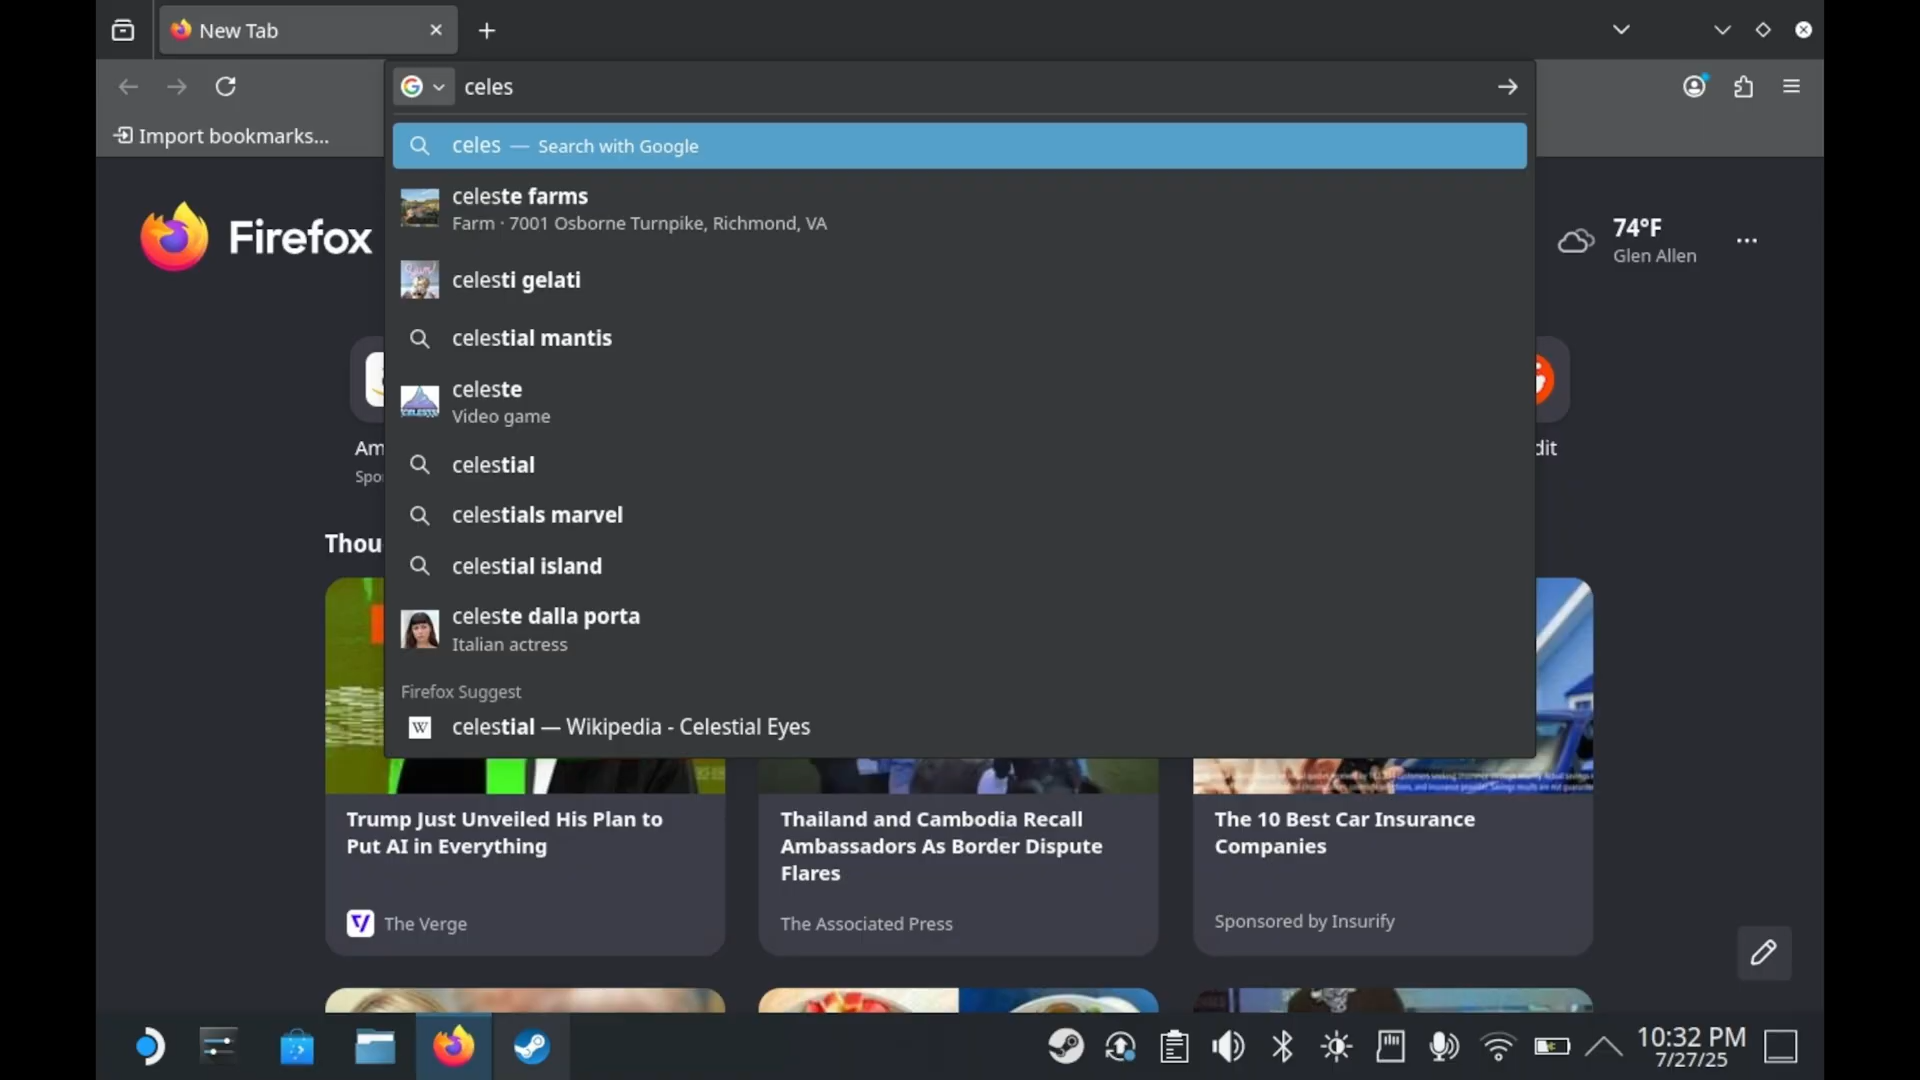 New Tab
celes
Import bookmarks...
celes — Search with Google
celeste farms
Farm · 7001 Osborne Turnpike, Richmond, VA
Firefox
74°F
Glen Allen
celesti gelati
celestial mantis
celeste
Video game
Am
dit
celestial
Spo
celestials marvel
Thou
celestial island
celeste dalla porta
Italian actress
Firefox Suggest
W celestial — Wikipedia - Celestial Eyes
Trump Just Unveiled His Plan to
Put AI in Everything
The Verge
Thailand and Cambodia Recall
Ambassadors As Border Dispute
Flares
The Associated Press
The 10 Best Car Insurance
Companies
Sponsored by Insurify
10:32 PM
7/27/25